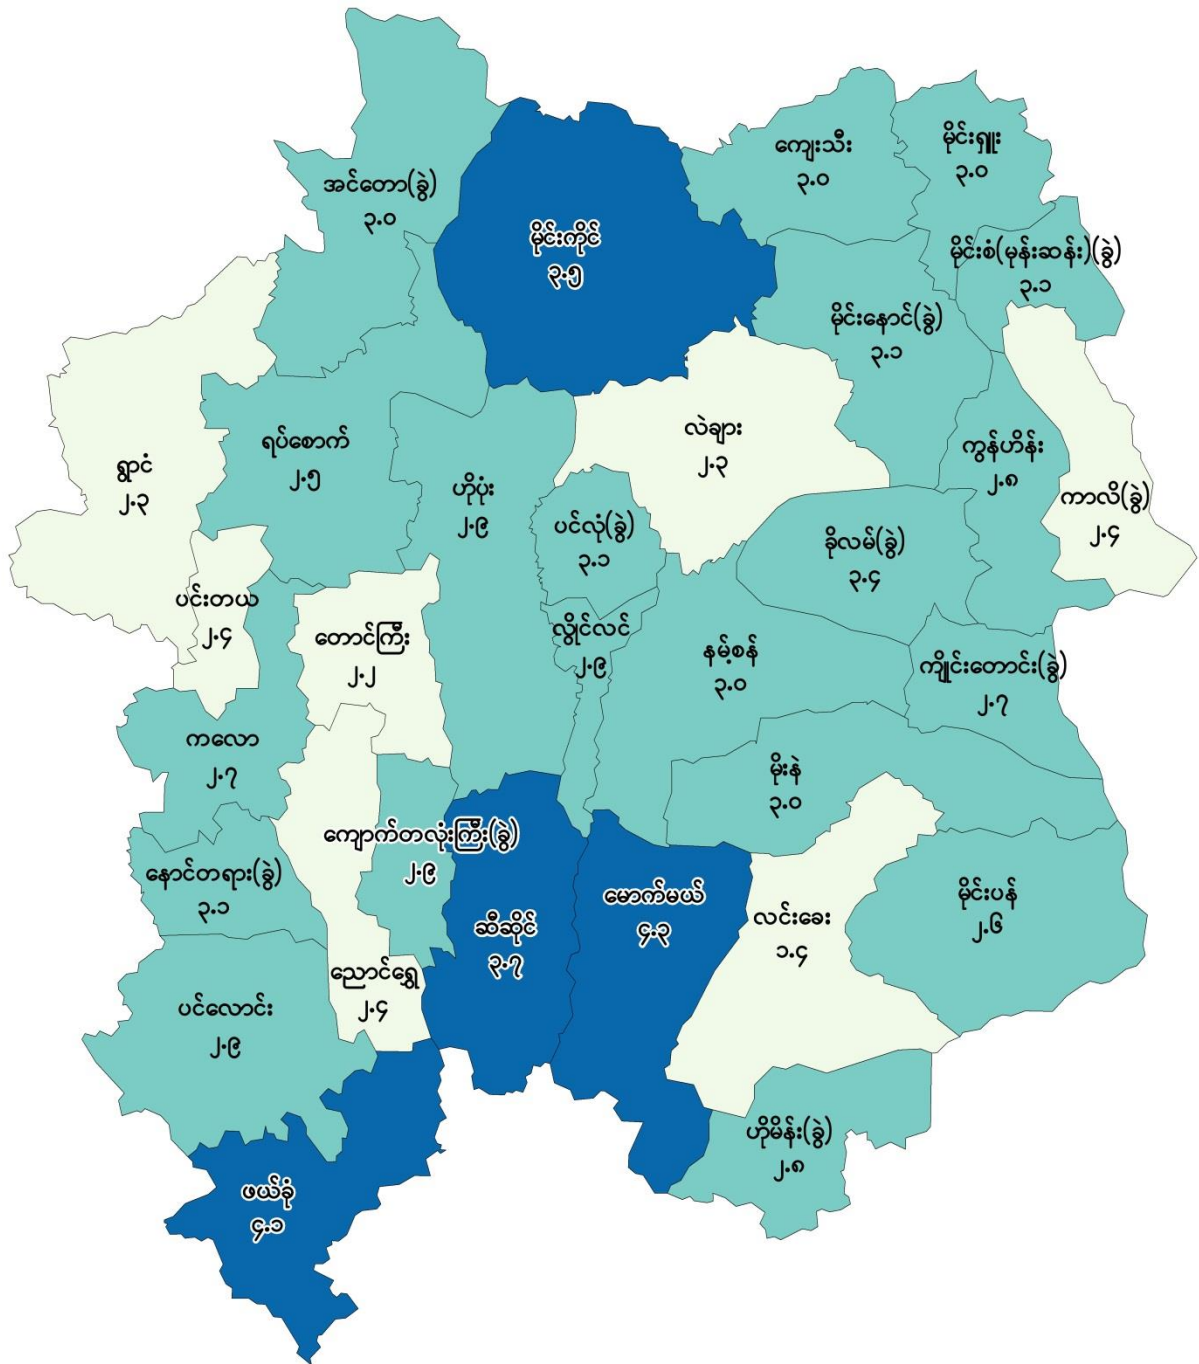 ကျေးသီး
၃.၀
မိုင်းရှူး
၃.၀
အင်တော(ခွဲ)
၃.၀
မိုင်းကိုင်
၃.၅
မိုင်းစံ(မုန်းဆန်း)(ခွဲ)
၃.၁
မိုင်းနောင်(ခွဲ)
၃.၁
လဲချား
၂.၃
ရပ်စောက်
၂.၅
ကွန်ဟိန်း
၂.၈
ရွာငံ
၂.၃
ဟိုပုံး
၂.၉
ကာလိ(ခွဲ)
၂.၄
ပင်လုံ(ခွဲ)
၃.၁
ခိုလမ်(ခွဲ)
၃.၄
ပင်းတယ
၂.၄
တောင်ကြီး
၂.၂
လွိုင်လင်
၂.၉
နမ့်စန်
၃.၀
ကျိုင်းတောင်း(ခွဲ)
၂.၇
ကလော
၂.၇
မိုးနဲ
၃.၀
ကျောက်တလုံးကြီး(ခွဲ)
၂.၉
နောင်တရား(ခွဲ)
၃.၁
မောက်မယ်
၄.၃
မိုင်းပန်
၂.၆
ဆီဆိုင်
၃.၇
လင်းခေး
၁.၄
ညောင်ရွှေ
၂.၄
ပင်လောင်း
၂.၉
ဟိုမိန်း(ခွဲ)
၂.၈
ဖယ်ခုံ
၄.၁